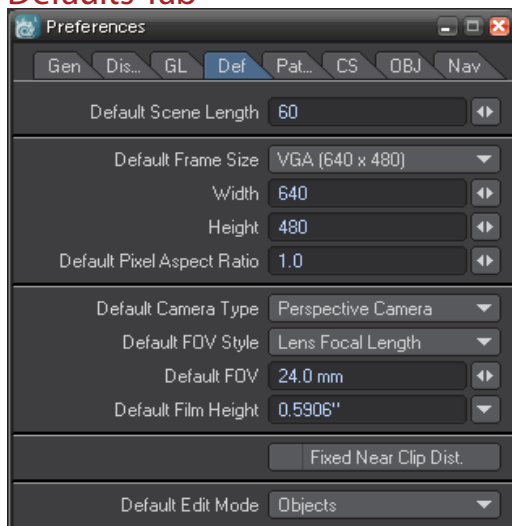 Defaults Tab
Preferences
Gen Dis... GL Def Pat... CS OBJ Nav
Default Scene Length 60
Default Frame Size VGA (640 x 480)
Width 640
Height 480
Default Pixel Aspect Ratio 1.0
Default Camera Type Perspective Camera
Default FOV Style Lens Focal Length
Default FOV 24.0 mm
Default Film Height 0.5906''
Fixed Near Clip Dist.
Default Edit Mode Objects